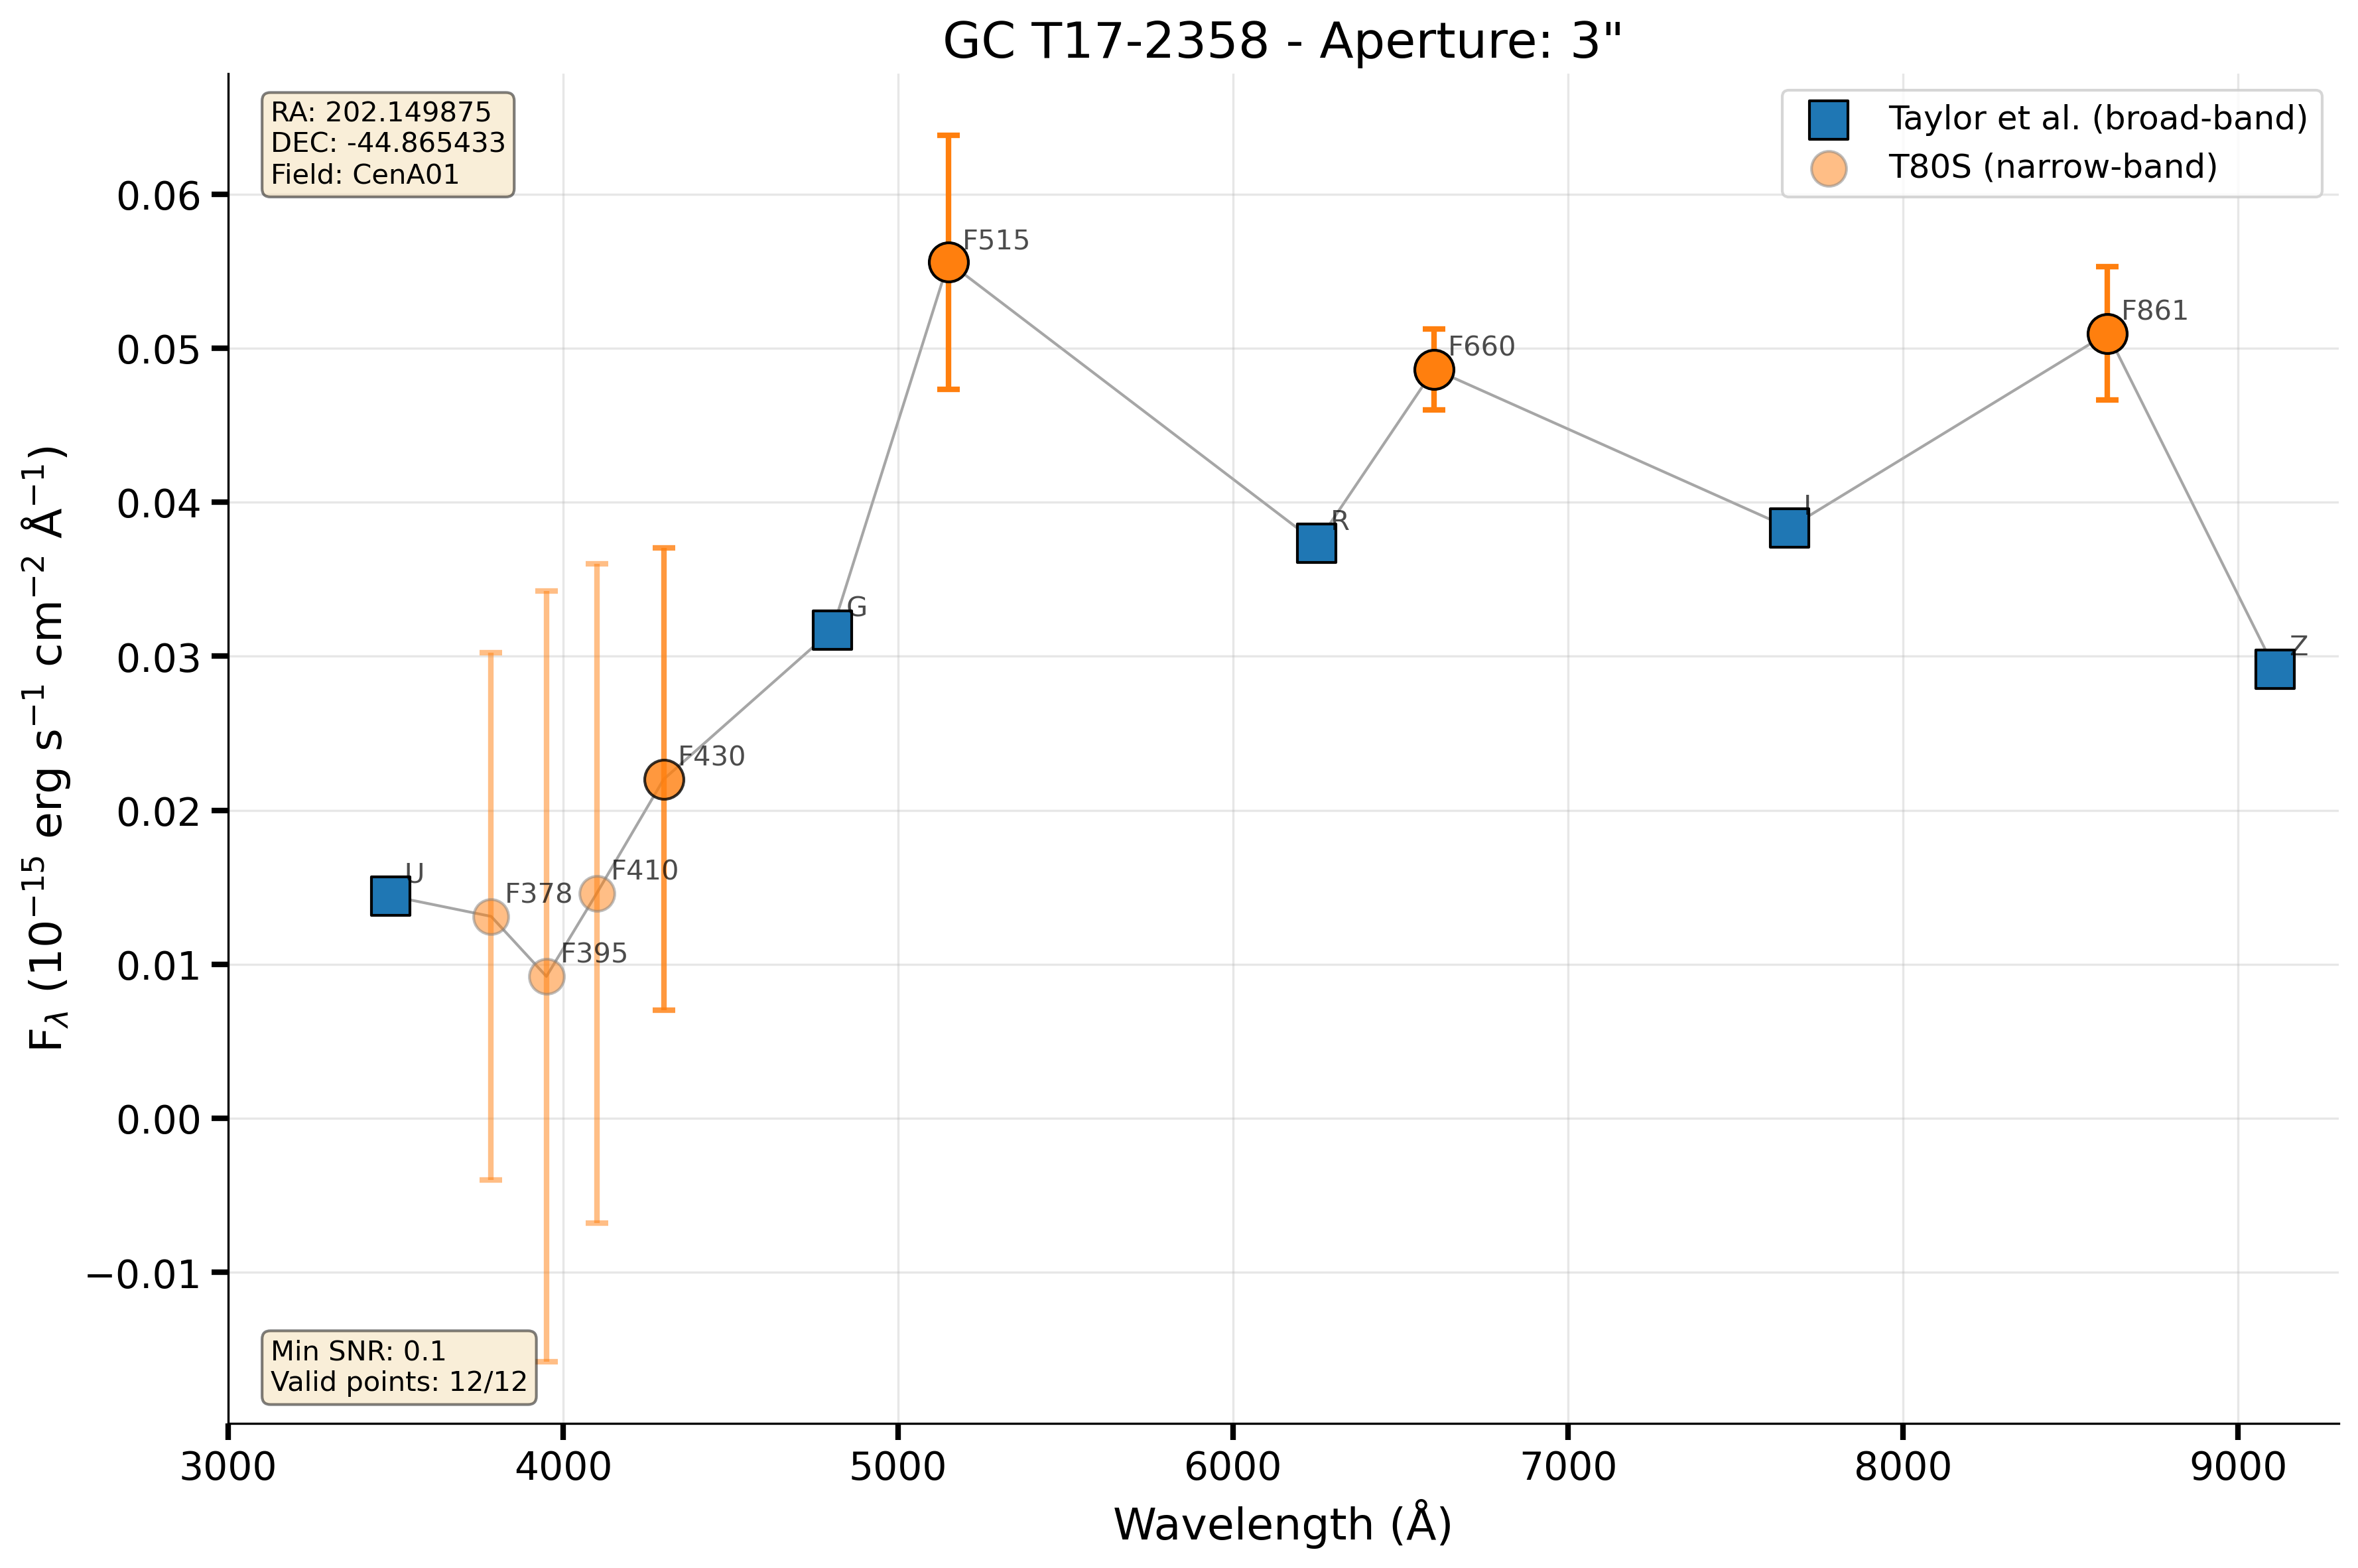 GC T17-2358 - Aperture: 3"
RA: 202.149875
DEC: -44.865433
Field: CenA01
Taylor et al. (broad-band)
T80S (narrow-band)
F515
F861
F660
I
R
G
Z
F430
U
F410
F378
F395
Min SNR: 0.1
Valid points: 12/12
0.06
0.05
0.04
0.03
0.02
0.01
0.00
−0.01
3000 4000 5000 6000 7000 8000 9000
Wavelength (Å)
F_λ (10⁻¹⁵ erg s⁻¹ cm⁻² Å⁻¹)